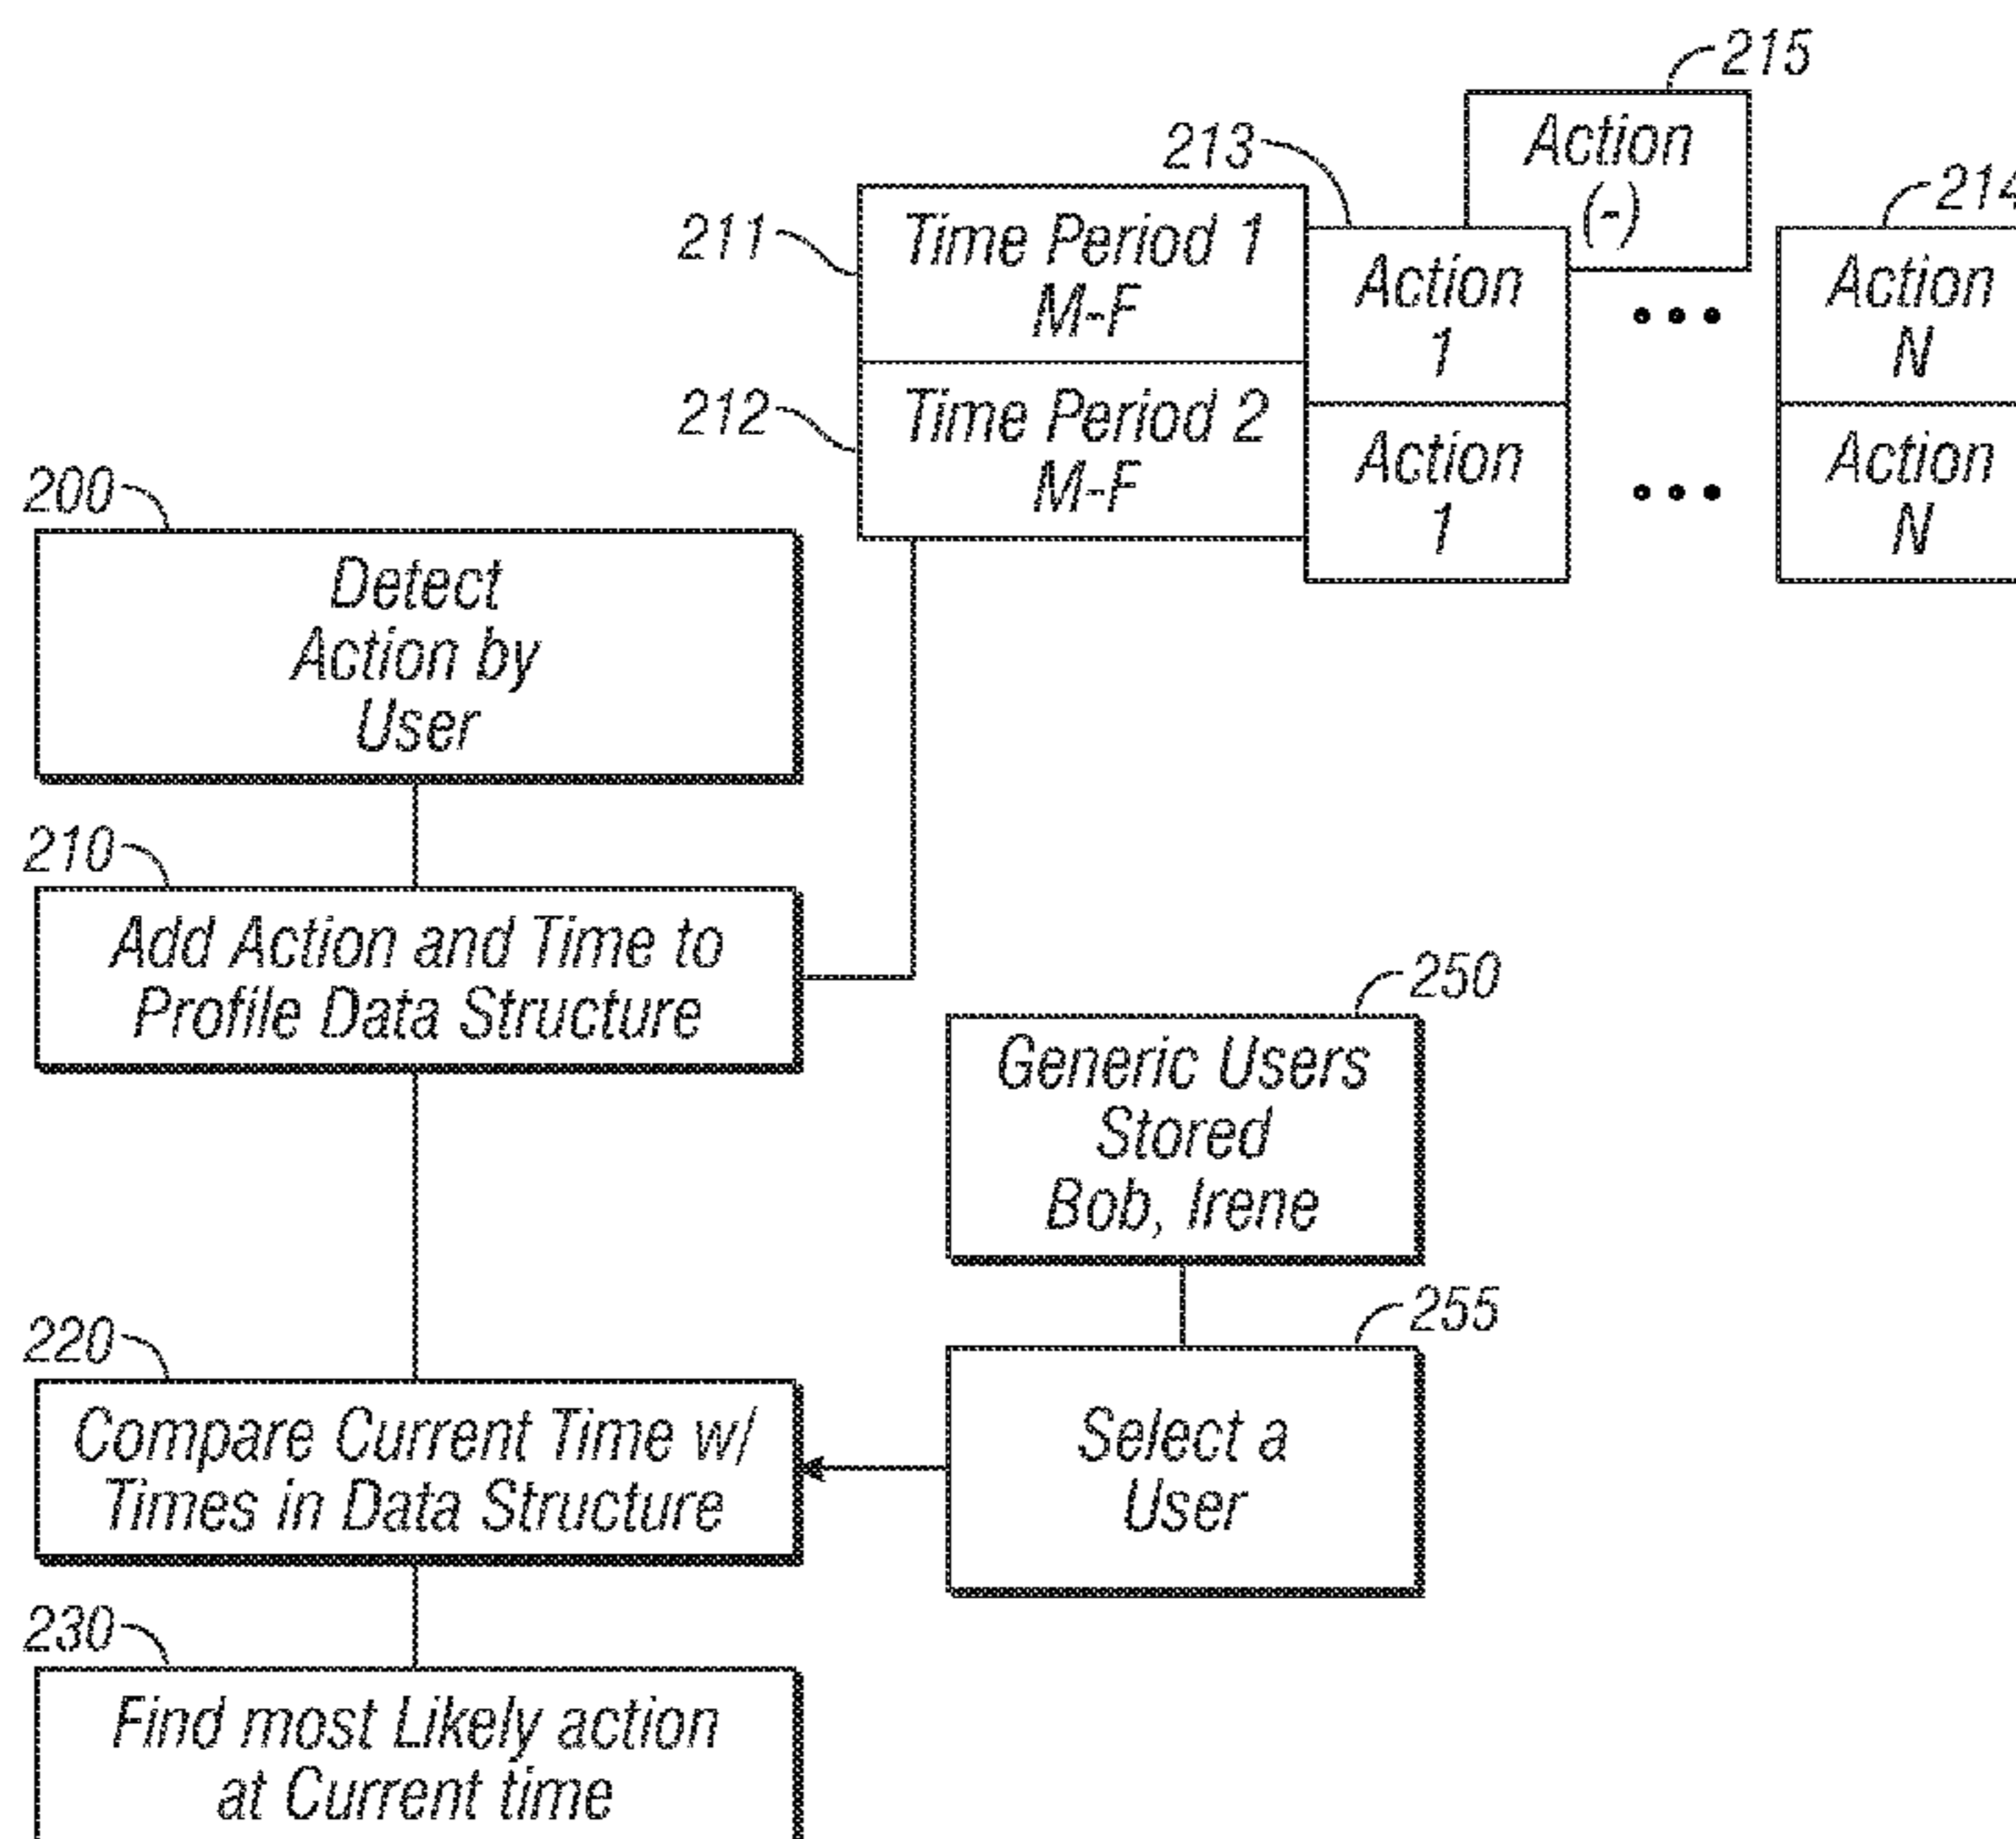 215
Action
(-)
213
214
211
Time Period 1
M-F
Action
1
Action
N
212
Time Period 2
M-F
Action
1
Action
N
200
Detect
Action by
User
210
Add Action and Time to
Profile Data Structure
250
Generic Users
Stored
Bob, Irene
220
Compare Current Time w/
Times in Data Structure
255
Select a
User
230
Find most Likely action
at Current time